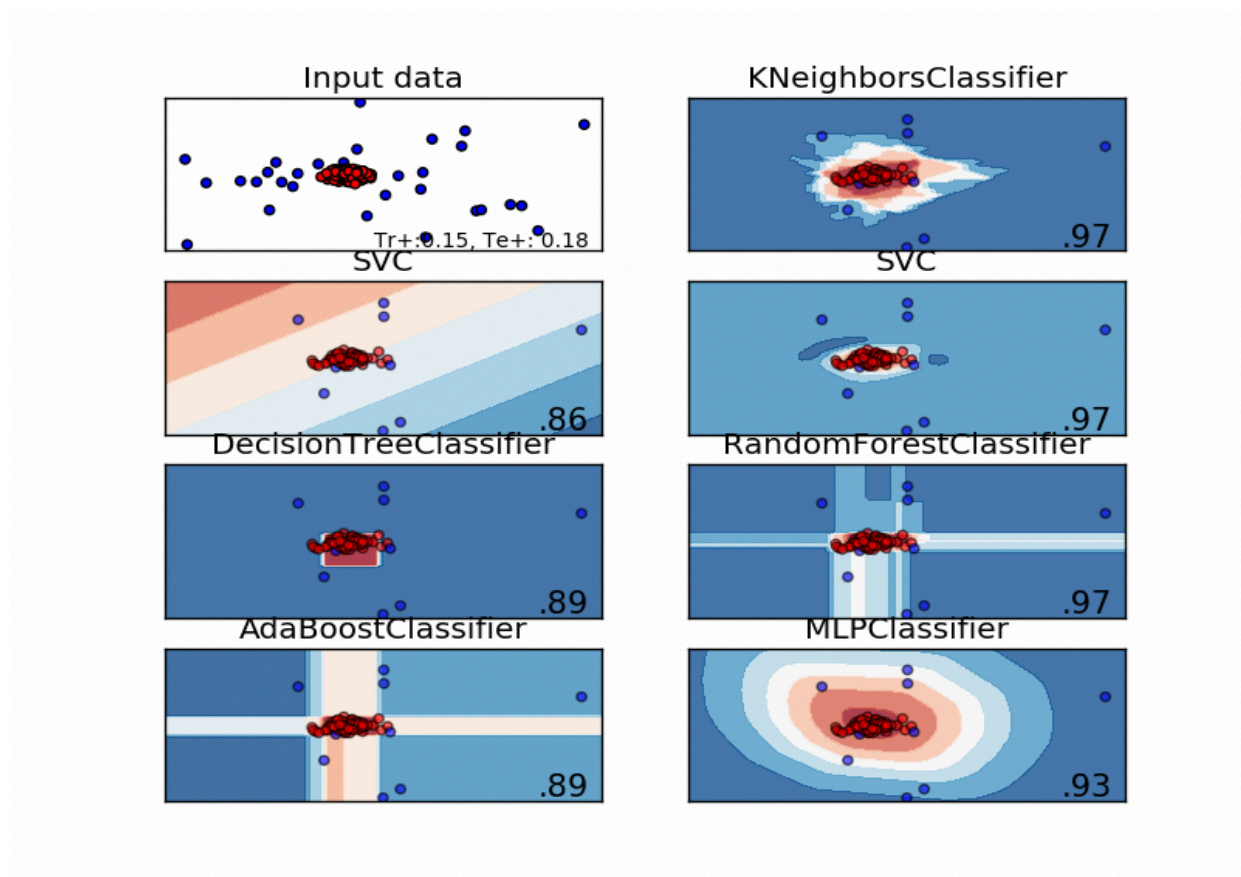 Input data
KNeighborsClassifier
Tr+:0.15, Te+: 0.18
.97
SVC
SVC
.86
.97
DecisionTreeClassifier
RandomForestClassifier
.89
.97
AdaBoostClassifier
MLPClassifier
.89
.93